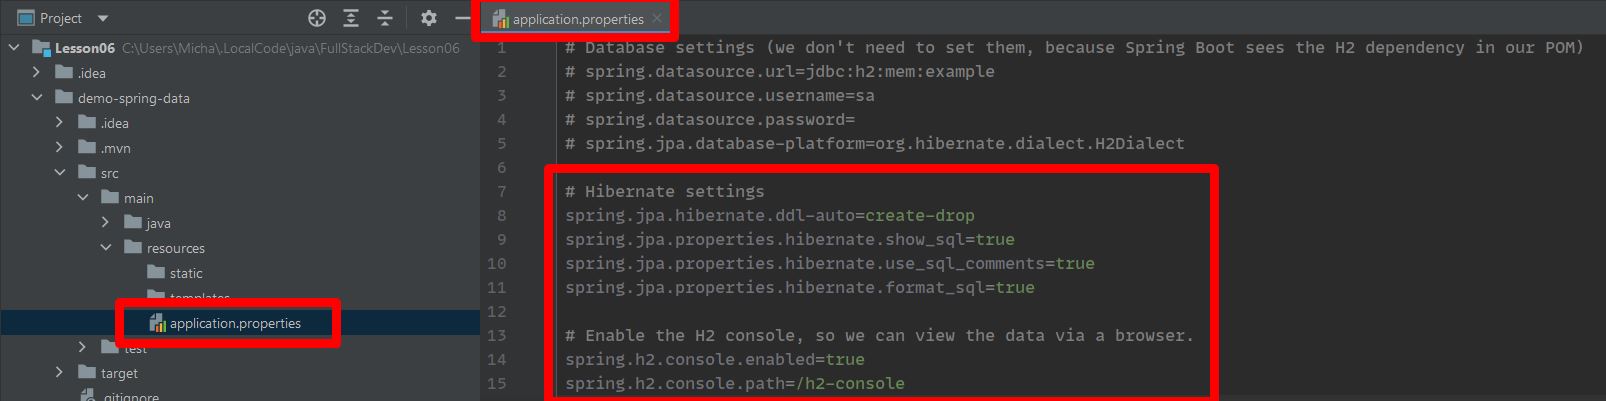 Project
Lesson06 C:\Users\Micha\.LocalCode\java\FullStackDev\Lesson06
.idea
demo-spring-data
.idea
.mvn
src
main
java
resources
static
templates
application.properties
test
target
.gitignore
application.properties
1 # Database settings (we don't need to set them, because Spring Boot sees the H2 dependency in our POM)
2 # spring.datasource.url=jdbc:h2:mem:example
3 # spring.datasource.username=sa
4 # spring.datasource.password=
5 # spring.jpa.database-platform=org.hibernate.dialect.H2Dialect
6
7 # Hibernate settings
8 spring.jpa.hibernate.ddl-auto=create-drop
9 spring.jpa.properties.hibernate.show_sql=true
10 spring.jpa.properties.hibernate.use_sql_comments=true
11 spring.jpa.properties.hibernate.format_sql=true
12
13 # Enable the H2 console, so we can view the data via a browser.
14 spring.h2.console.enabled=true
15 spring.h2.console.path=/h2-console